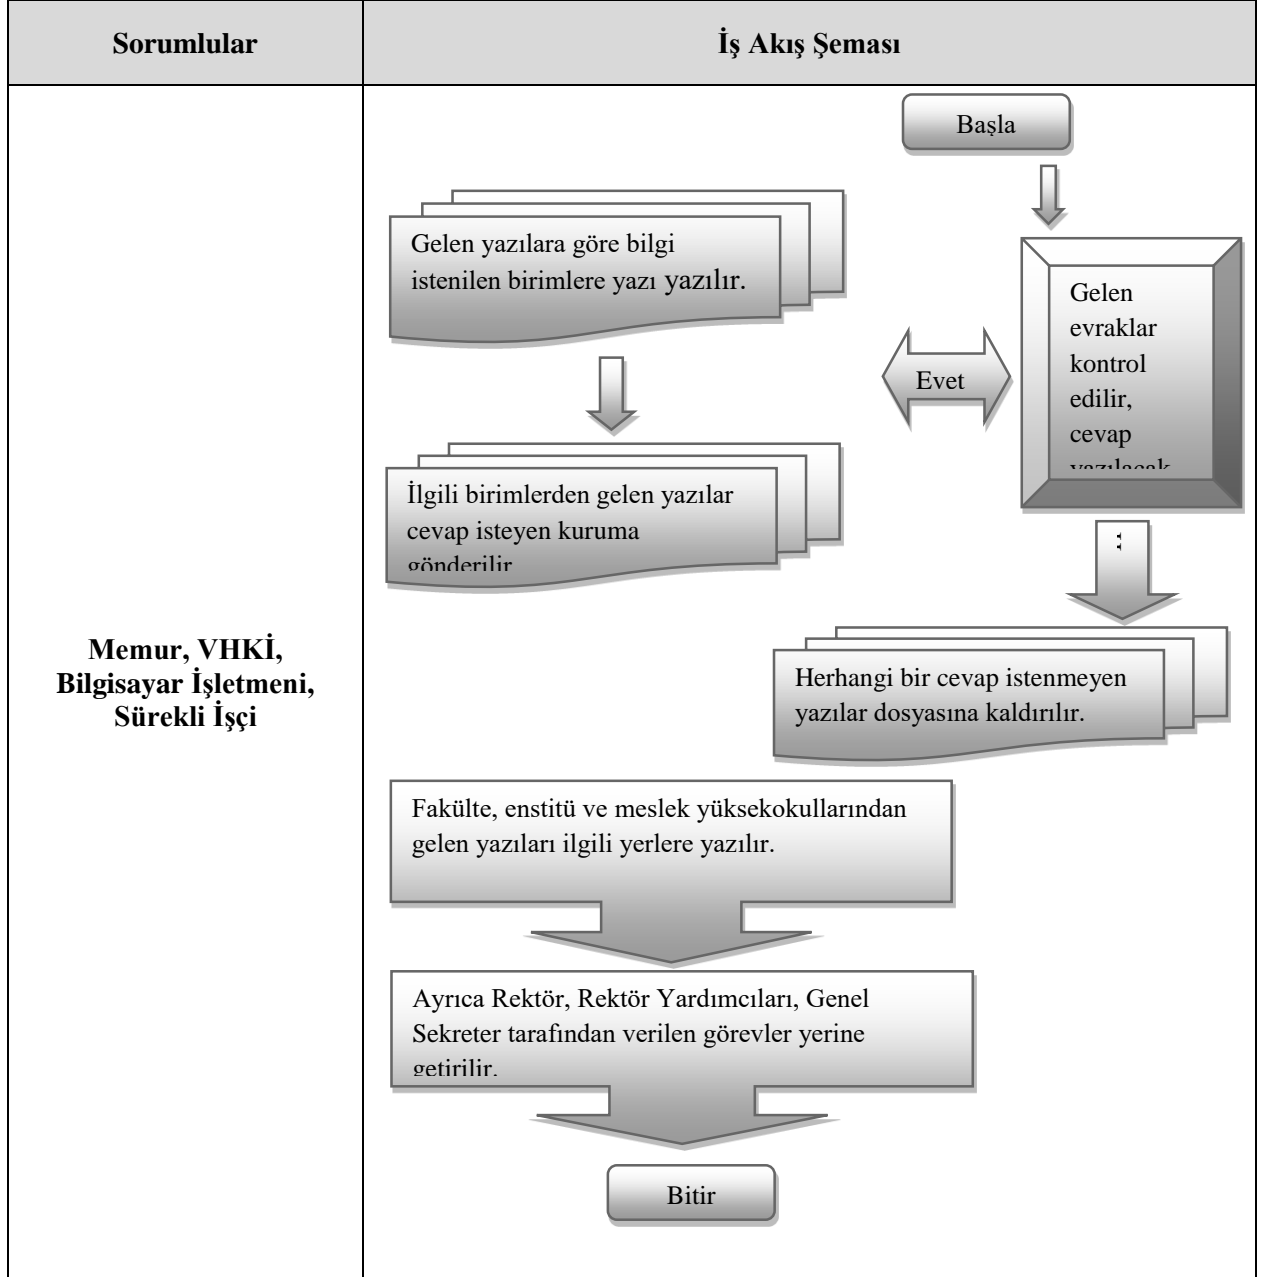 Sorumlular
İş Akış Şeması
Başla
Gelen yazılara göre bilgi
istenilen birimlere yazı yazılır.
Gelen
evraklar
kontrol
edilir,
cevap
yazılacak
Evet
İlgili birimlerden gelen yazılar
cevap isteyen kuruma
gönderilir
Herhangi bir cevap istenmeyen
yazılar dosyasına kaldırılır.
Memur, VHKİ,
Bilgisayar İşletmeni,
Sürekli İşçi
Fakülte, enstitü ve meslek yüksekokullarından
gelen yazıları ilgili yerlere yazılır.
Ayrıca Rektör, Rektör Yardımcıları, Genel
Sekreter tarafından verilen görevler yerine
getirilir.
Bitir